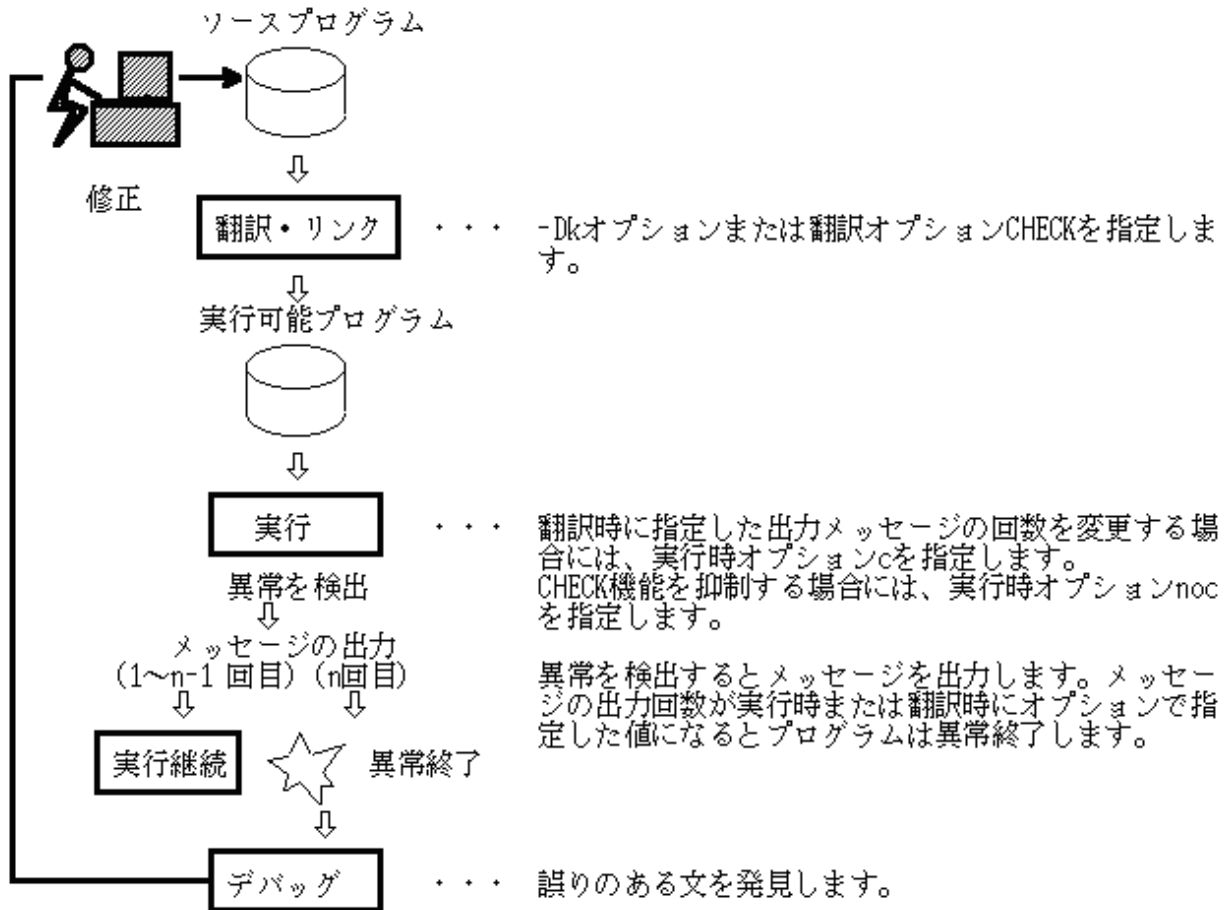 ソースプログラム
修正
翻訳・リンク ・・・ -Dkオプションまたは翻訳オプションCHECKを指定しま
す。
実行可能プログラム
実行 ・・・ 翻訳時に指定した出力メッセージの回数を変更する場
合には、実行時オプションcを指定します。
CHECK機能を抑制する場合には、実行時オプションnoc
を指定します。
異常を検出
メッセージの出力
(1～n-1 回目) (n回目)
異常を検出するとメッセージを出力します。メッセー
ジの出力回数が実行時または翻訳時にオプションで指
定した値になるとプログラムは異常終了します。
実行継続 異常終了
デバッグ ・・・ 誤りのある文を発見します。